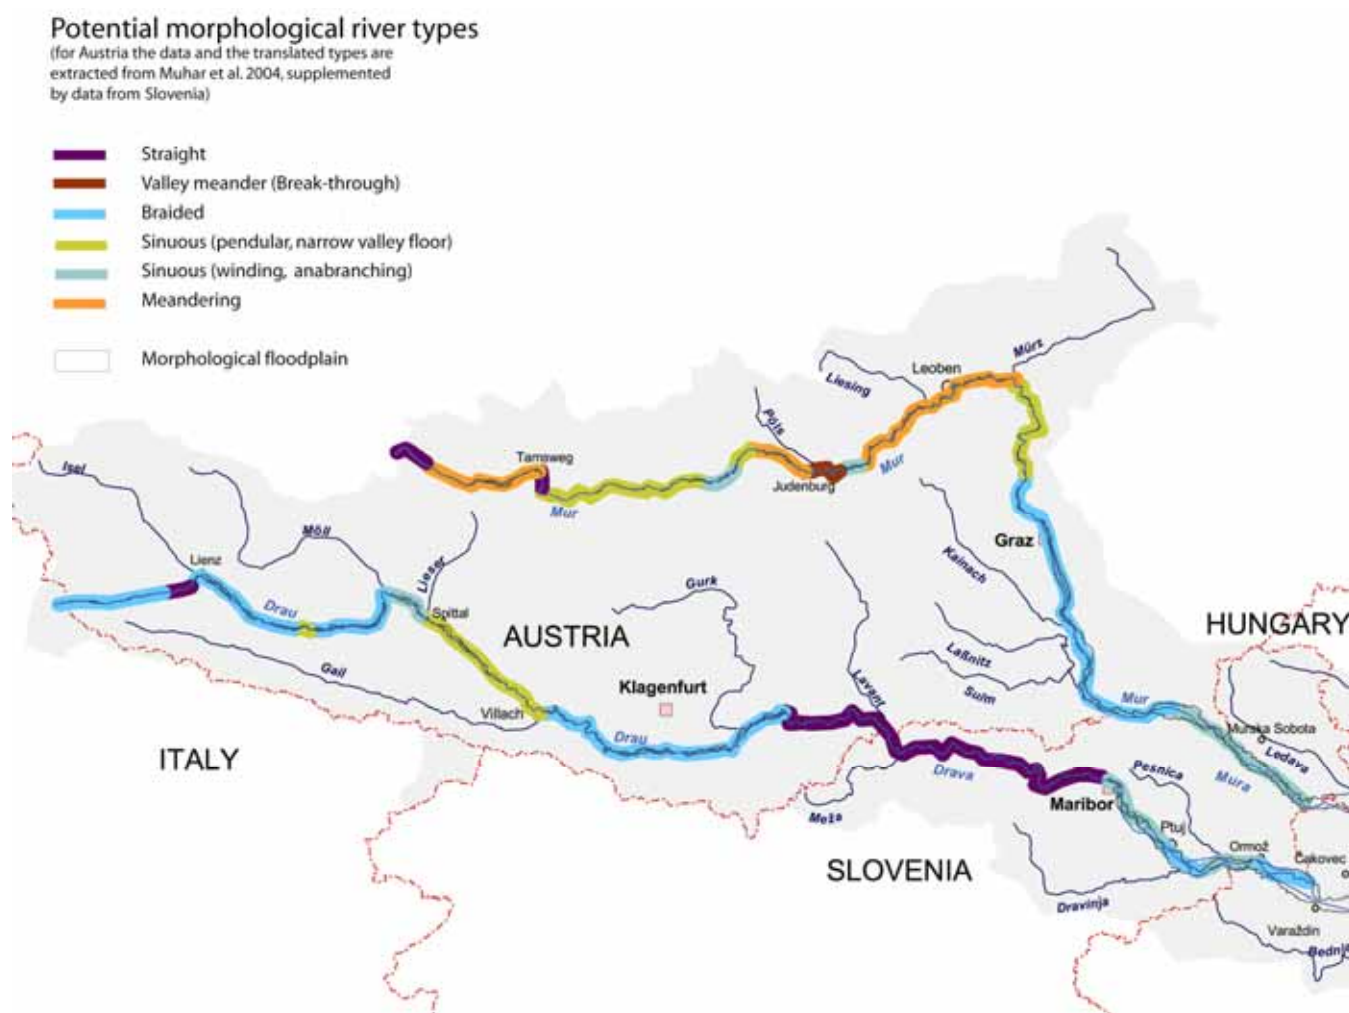 Potential morphological river types
(for Austria the data and the translated types are
extracted from Muhar et al. 2004, supplemented
by data from Slovenia)
Straight
Valley meander (Break-through)
Braided
Sinuous (pendular, narrow valley floor)
Sinuous (winding, anabranching)
Meandering
Morphological floodplain
Mürz
Leoben
Liesing
Pöls
Tamsweg
Mur
Judenburg
Mur
Isel
Möll
Lienz
Lieser
Drau
Spittal
Gurk
Graz
Kainach
AUSTRIA
HUNGARY
Laßnitz
Sulm
Gail
Klagenfurt
Lavant
Villach
Drau
Mur
Murska Sobota
Ledava
ITALY
Drava
Pesnica
Mura
Maribor
Meža
Ptuj
SLOVENIA
Ormož
Čakovec
Dravinja
Varaždin